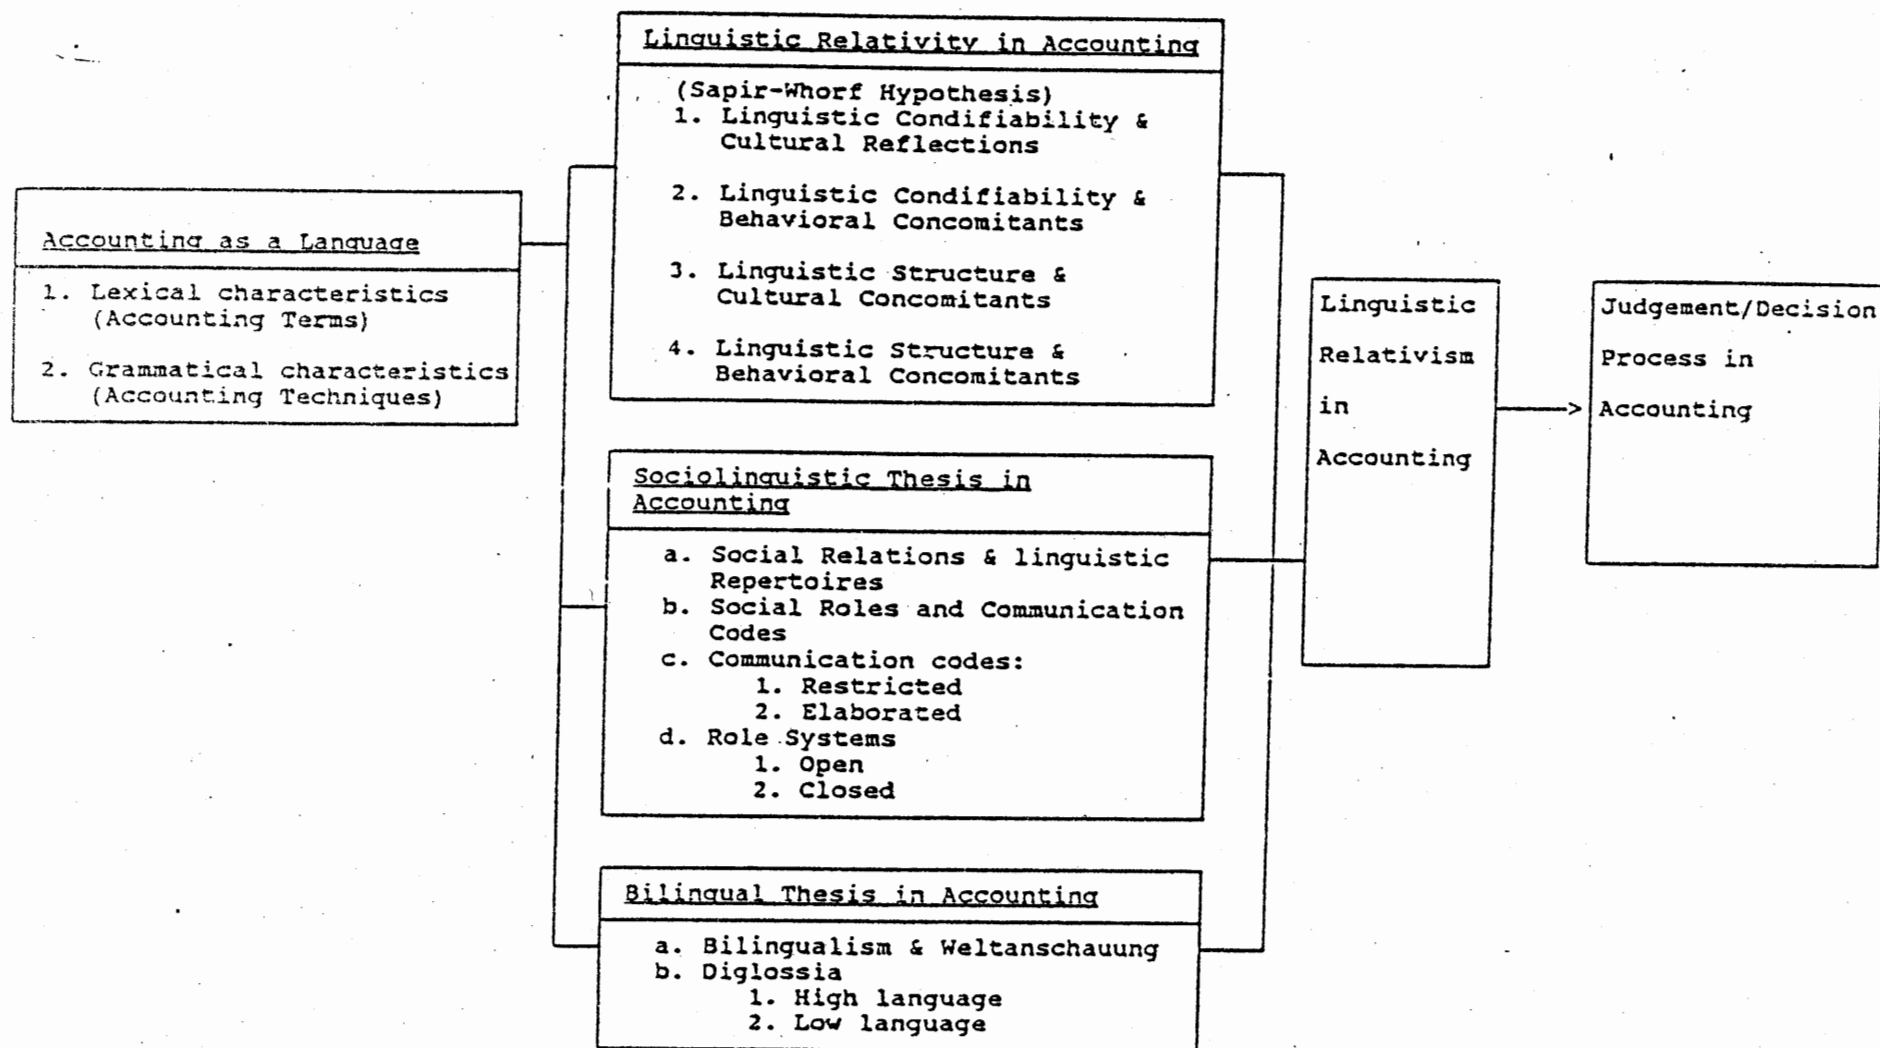 Accounting as a Language
1. Lexical characteristics
(Accounting Terms)
2. Grammatical characteristics
(Accounting Techniques)
Linguistic Relativity in Accounting
(Sapir-Whorf Hypothesis)
1. Linguistic Condifiability &
Cultural Reflections
2. Linguistic Condifiability &
Behavioral Concomitants
3. Linguistic Structure &
Cultural Concomitants
4. Linguistic Structure &
Behavioral Concomitants
Sociolinguistic Thesis in
Accounting
a. Social Relations & linguistic
Repertoires
b. Social Roles and Communication
Codes
c. Communication codes:
1. Restricted
2. Elaborated
d. Role Systems
1. Open
2. Closed
Bilingual Thesis in Accounting
a. Bilingualism & Weltanschauung
b. Diglossia
1. High language
2. Low language
Linguistic
Relativism
in
Accounting
Judgement/Decision
Process in
Accounting